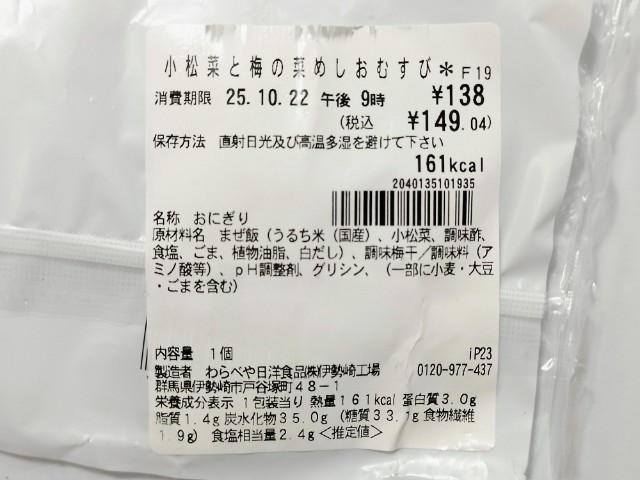 小松菜と梅の菜めしおむすび＊F19
消費期限 25.10.22 午後 9時 ¥138
(税込 ¥149.04)
保存方法 直射日光及び高温多湿を避けて下さい
161kcal
2040135101935
名称 おにぎり
原材料名 まぜ飯（うるち米（国産）、小松菜、調味酢、
食塩、ごま、植物油脂、白だし）、調味梅干／調味料（ア
ミノ酸等）、ｐＨ調整剤、グリシン、（一部に小麦・大豆
・ごまを含む）
内容量 1個 iP23
製造者 わらべや日洋食品㈱伊勢崎工場 0120-977-437
群馬県伊勢崎市戸谷塚町４８－１
栄養成分表示 1包装当り 熱量161kcal 蛋白質3.0g
脂質1.4g 炭水化物35.0g （糖質33.1g 食物繊維
1.9g） 食塩相当量2.4g＜推定値＞